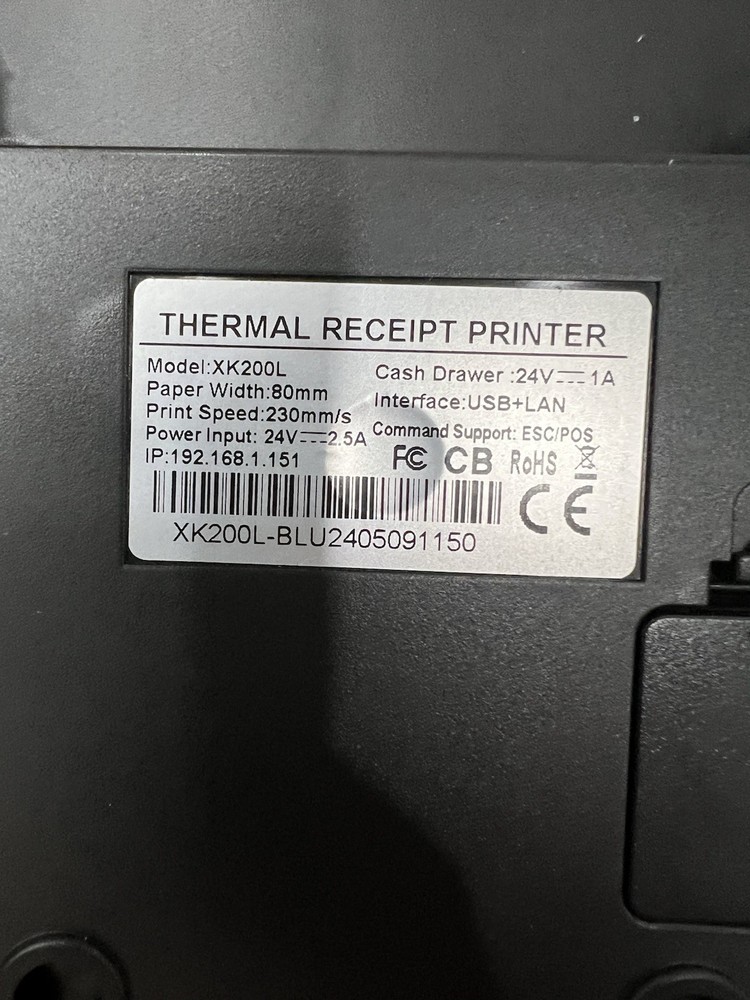 THERMAL RECEIPT PRINTER
Model:XK200L
Paper Width:80mm
Print Speed:230mm/s
Power Input: 24V⎓2.5A
IP:192.168.1.151
Cash Drawer :24V⎓1A
Interface:USB+LAN
Command Support: ESC/POS
FC CB RoHS
CE
XK200L-BLU2405091150